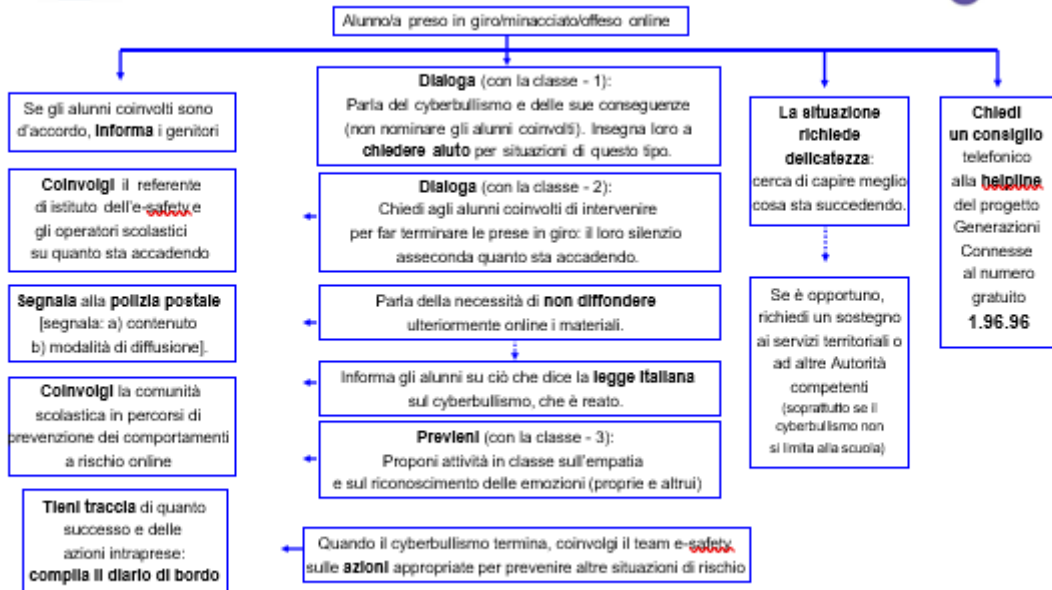 Alunno/a preso in giro/minacciato/offeso online
Se gli alunni coinvolti sono
d'accordo, informa i genitori
Coinvolgi il referente
di istituto dell'e-safety e
gli operatori scolastici
su quanto sta accadendo
Segnala alla polizia postale
[segnala: a) contenuto
b) modalità di diffusione].
Coinvolgi la comunità
scolastica in percorsi di
prevenzione dei comportamenti
a rischio online
Tieni traccia di quanto
successo e delle
azioni intraprese:
compila il diario di bordo
Dialoga (con la classe - 1):
Parla del cyberbullismo e delle sue conseguenze
(non nominare gli alunni coinvolti). Insegna loro a
chiedere aiuto per situazioni di questo tipo.
Dialoga (con la classe - 2):
Chiedi agli alunni coinvolti di intervenire
per far terminare le prese in giro: il loro silenzio
asseconda quanto sta accadendo.
Parla della necessità di non diffondere
ulteriormente online i materiali.
Informa gli alunni su ciò che dice la legge italiana
sul cyberbullismo, che è reato.
Previeni (con la classe - 3):
Proponi attività in classe sull'empatia
e sul riconoscimento delle emozioni (proprie e altrui)
Quando il cyberbullismo termina, coinvolgi il team e-safety
sulle azioni appropriate per prevenire altre situazioni di rischio
La situazione
richiede
delicatezza:
cerca di capire meglio
cosa sta succedendo.
Se è opportuno,
richiedi un sostegno
ai servizi territoriali o
ad altre Autorità
competenti
(soprattutto se il
cyberbullismo non
si limita alla scuola)
Chiedi
un consiglio
telefonico
alla helpline
del progetto
Generazioni
Connesse
al numero
gratuito
1.96.96